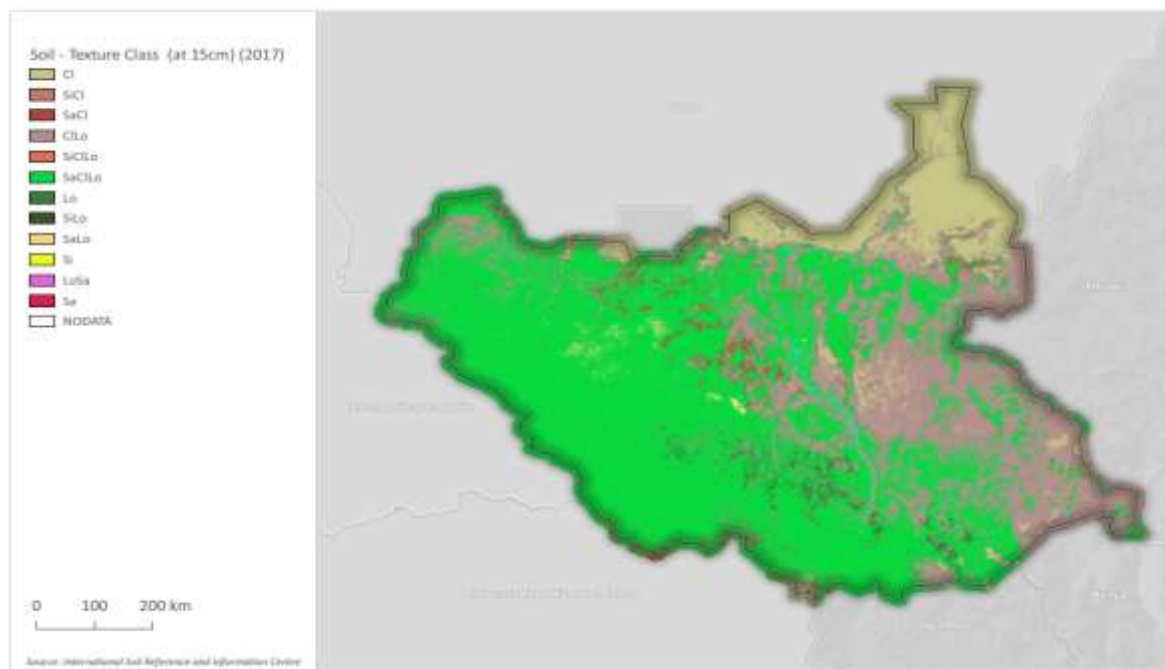 Soil - Texture Class (at 15cm) (2017)
Cl
SiCl
SaCl
ClLo
SiClLo
SaClLo
Lo
SiLo
SaLo
Si
LoSa
Sa
NODATA
0 100 200 km
Source: International Soil Reference and Information Centre